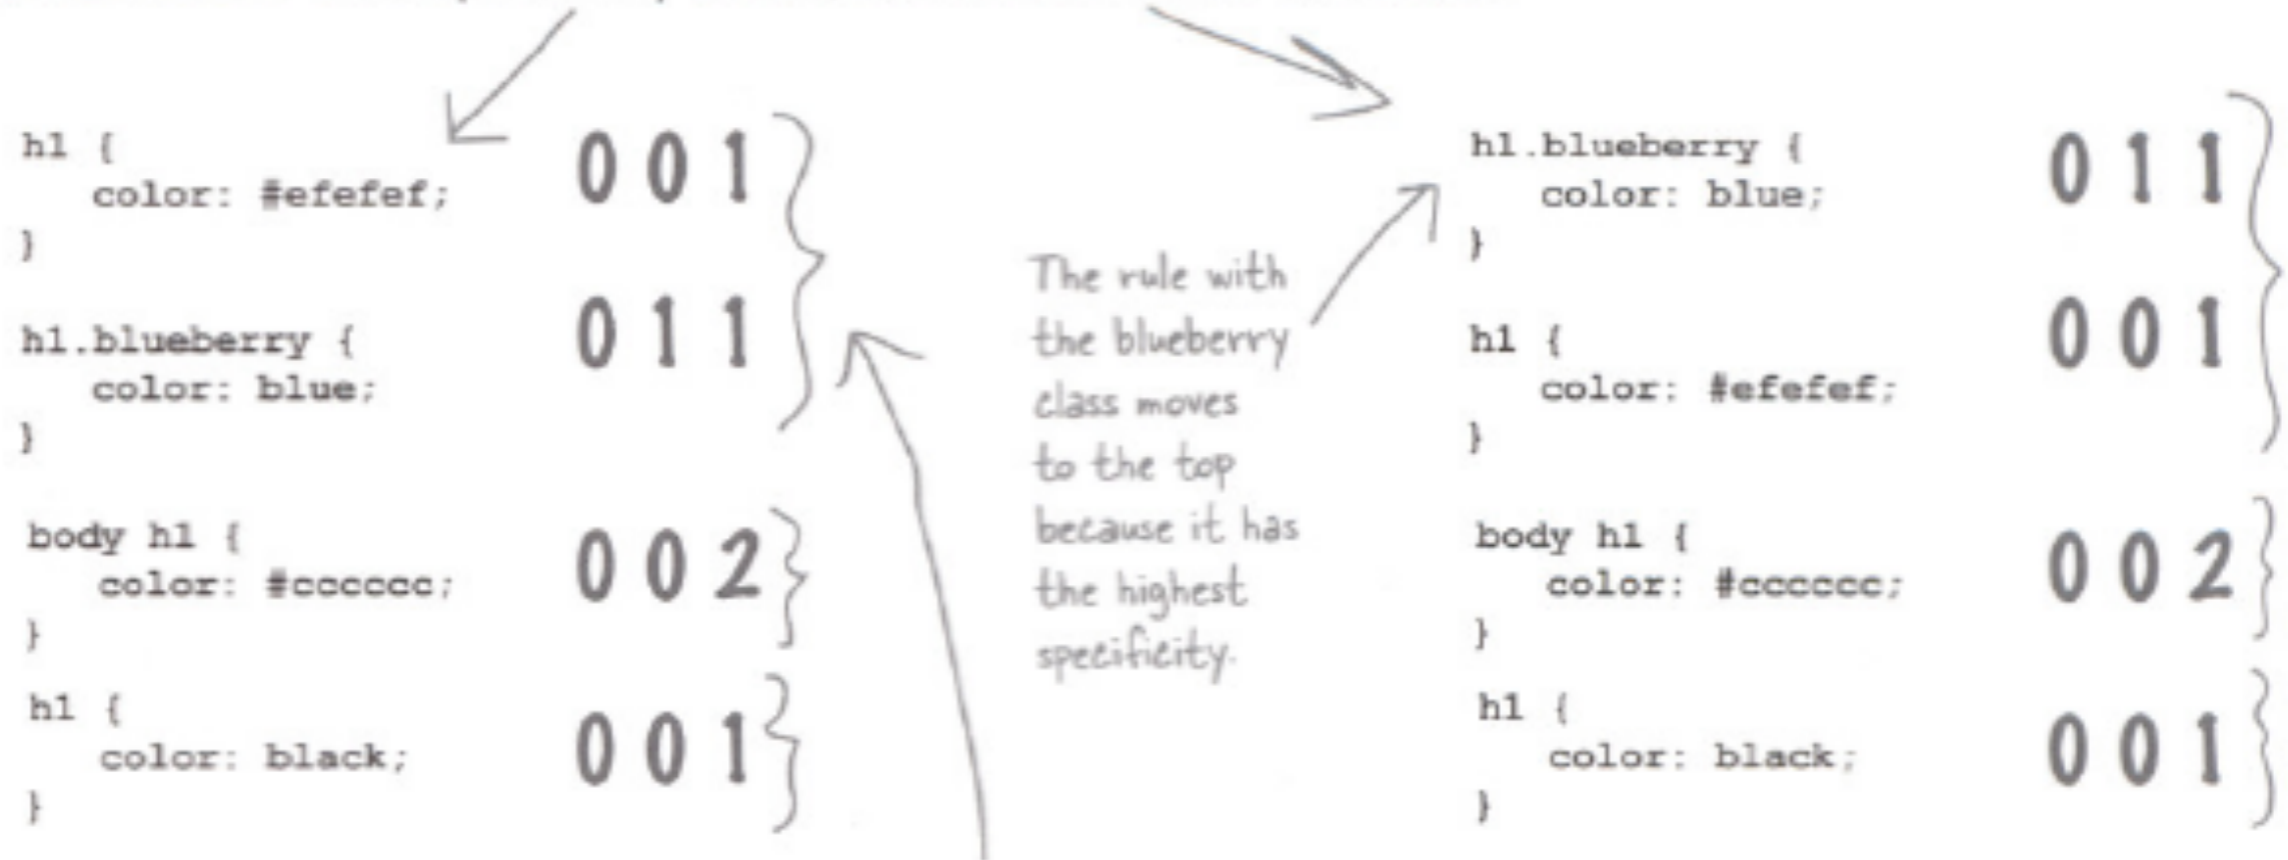 h1 {
color: #efefef;
}
0 0 1
h1.blueberry {
color: blue;
}
0 1 1
body h1 {
color: #cccccc;
}
0 0 2
h1 {
color: black;
}
0 0 1
The rule with
the blueberry
class moves
to the top
because it has
the highest
specificity.
h1.blueberry {
color: blue;
}
0 1 1
h1 {
color: #efefef;
}
0 0 1
body h1 {
color: #cccccc;
}
0 0 2
h1 {
color: black;
}
0 0 1